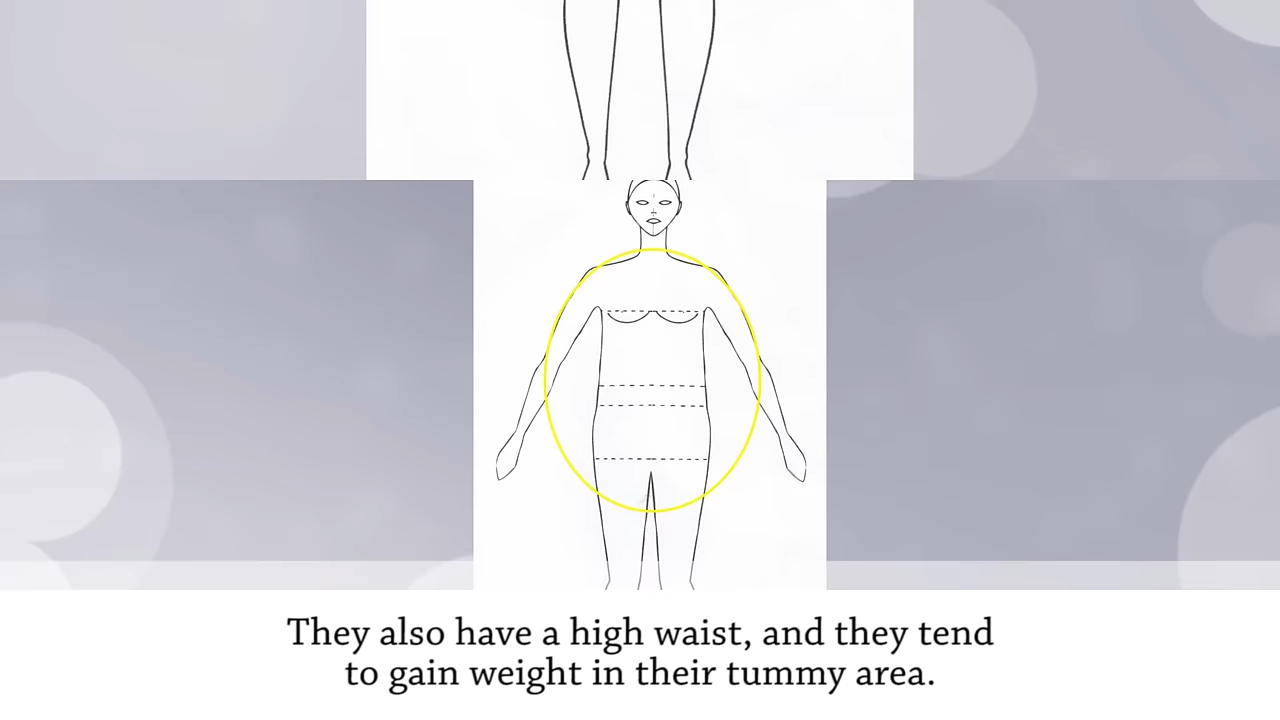 They also have a high waist, and they tend
to gain weight in their tummy area.